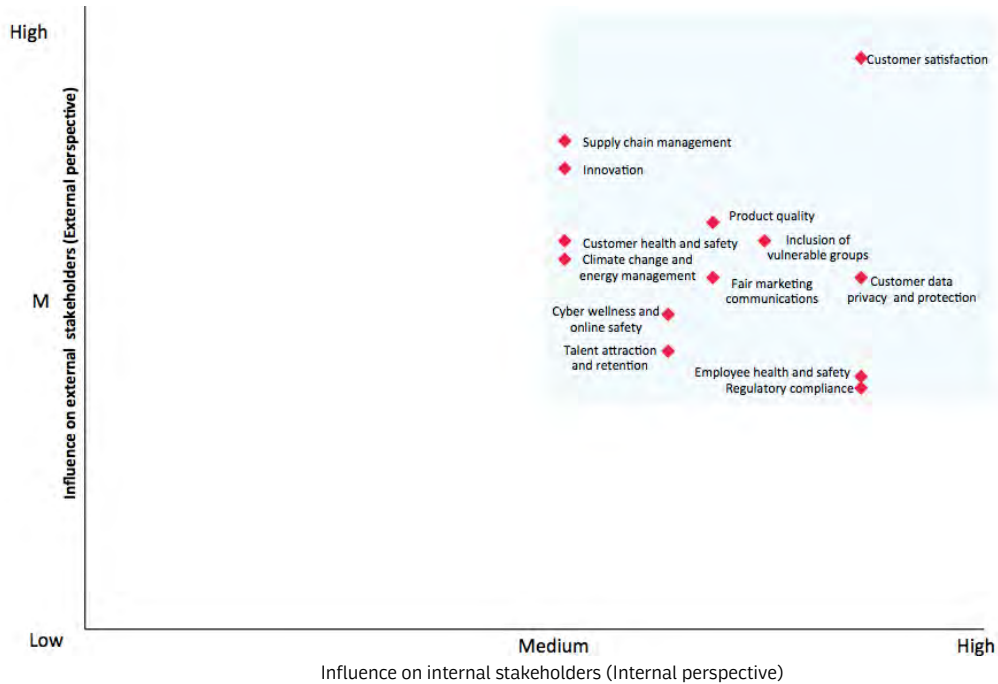 High
Customer satisfaction
Supply chain management
Innovation
Product quality
Customer health and safety
Inclusion of
vulnerable groups
Climate change and
energy management
Fair marketing
communications
Customer data
privacy and protection
M
Cyber wellness and
online safety
Talent attraction
and retention
Employee health and safety
Regulatory compliance
Influence on external stakeholders (External perspective)
Low
Medium
High
Influence on internal stakeholders (Internal perspective)